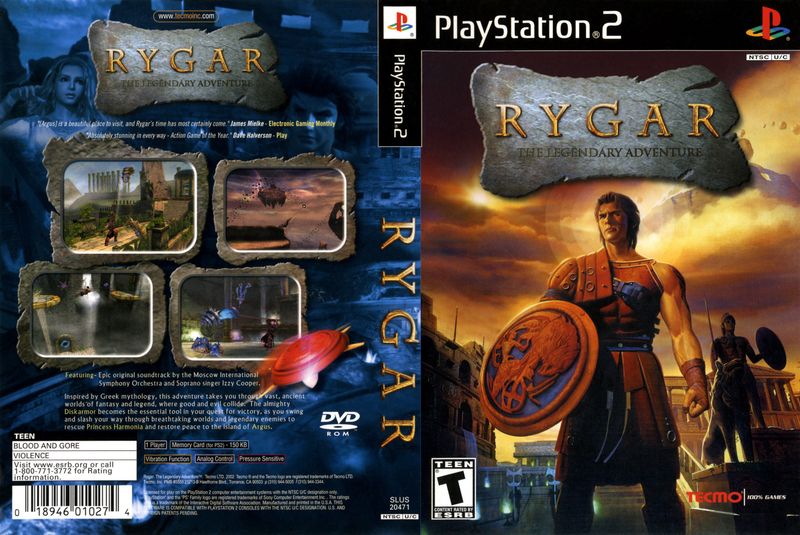 www.tecmoinc.com
RYGAR
THE LEGENDARY ADVENTURE
"[Argus] is a beautiful place to visit, and Rygar's time has most certainly come." James Mielke - Electronic Gaming Monthly
"Absolutely stunning in every way - Action Game of the Year." Dave Halverson - Play
Featuring- Epic original soundtrack by the Moscow International
Symphony Orchestra and Soprano singer Izzy Cooper.
Inspired by Greek mythology, this adventure takes you through vast, ancient
worlds of fantasy and legend, where good and evil collide. The almighty
Diskarmor becomes the essential tool in your quest for victory, as you swing
and slash your way through breathtaking worlds and legendary enemies to
rescue Princess Harmonia and restore peace to the island of Argus.
DVD
ROM
TEEN
BLOOD AND GORE
VIOLENCE
Visit www.esrb.org or call
1-800-771-3772 for Rating
information.
1 Player
Memory Card (for PS2) - 150 KB
Vibration Function
Analog Control
Pressure Sensitive
0 18946 01027 4
SLUS
20471
NTSC U/C
PlayStation.2
RYGAR
PlayStation.2
NTSC U/C
RYGAR
THE LEGENDARY ADVENTURE
TEEN
T
CONTENT RATED BY
ESRB
TECMO 100% GAMES